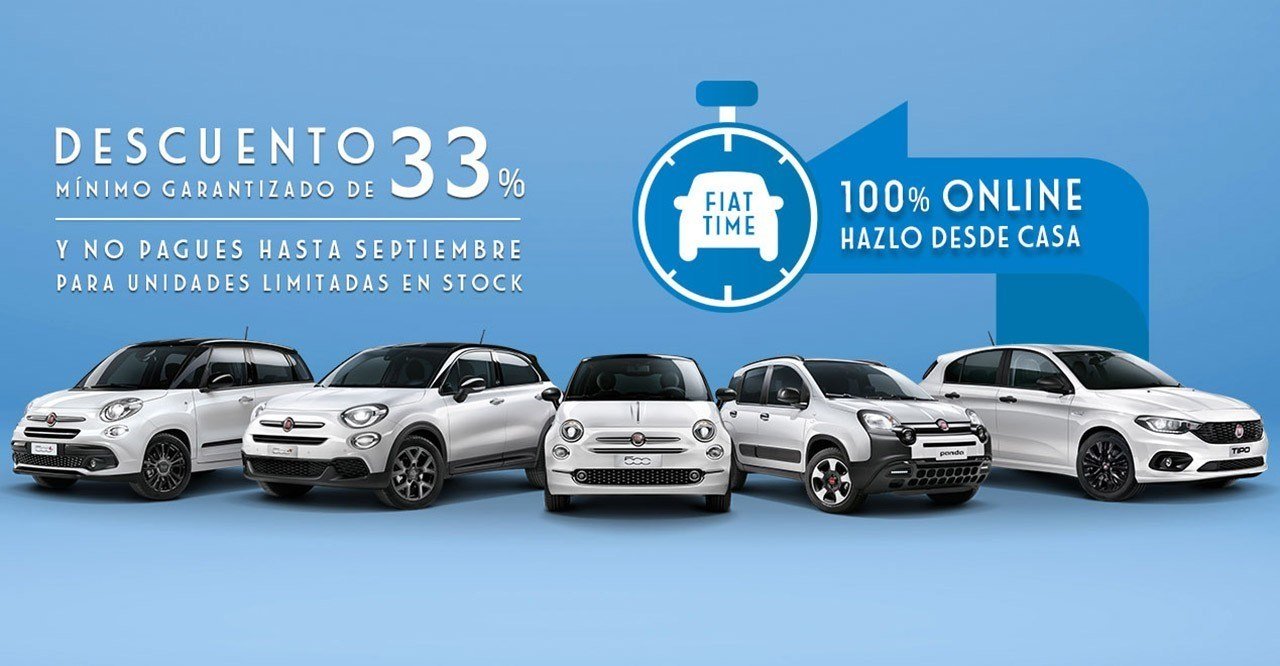 DESCUENTO
MÍNIMO GARANTIZADO DE 33%
Y NO PAGUES HASTA SEPTIEMBRE
PARA UNIDADES LIMITADAS EN STOCK
FIAT
TIME
100% ONLINE
HAZLO DESDE CASA
500
panda
TIPO